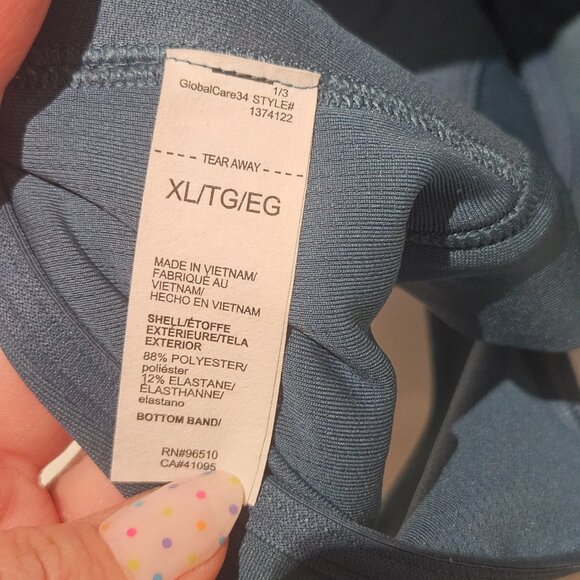 1/3
GlobalCare34 STYLE#
1374122
TEAR AWAY
XL/TG/EG
MADE IN VIETNAM/
FABRIQUÉ AU
VIETNAM/
HECHO EN VIETNAM
SHELL/ÉTOFFE
EXTÉRIEURE/TELA
EXTERIOR
88% POLYESTER/
poliéster
12% ELASTANE/
ÉLASTHANNE/
elastano
BOTTOM BAND/
RN#96510
CA#41095